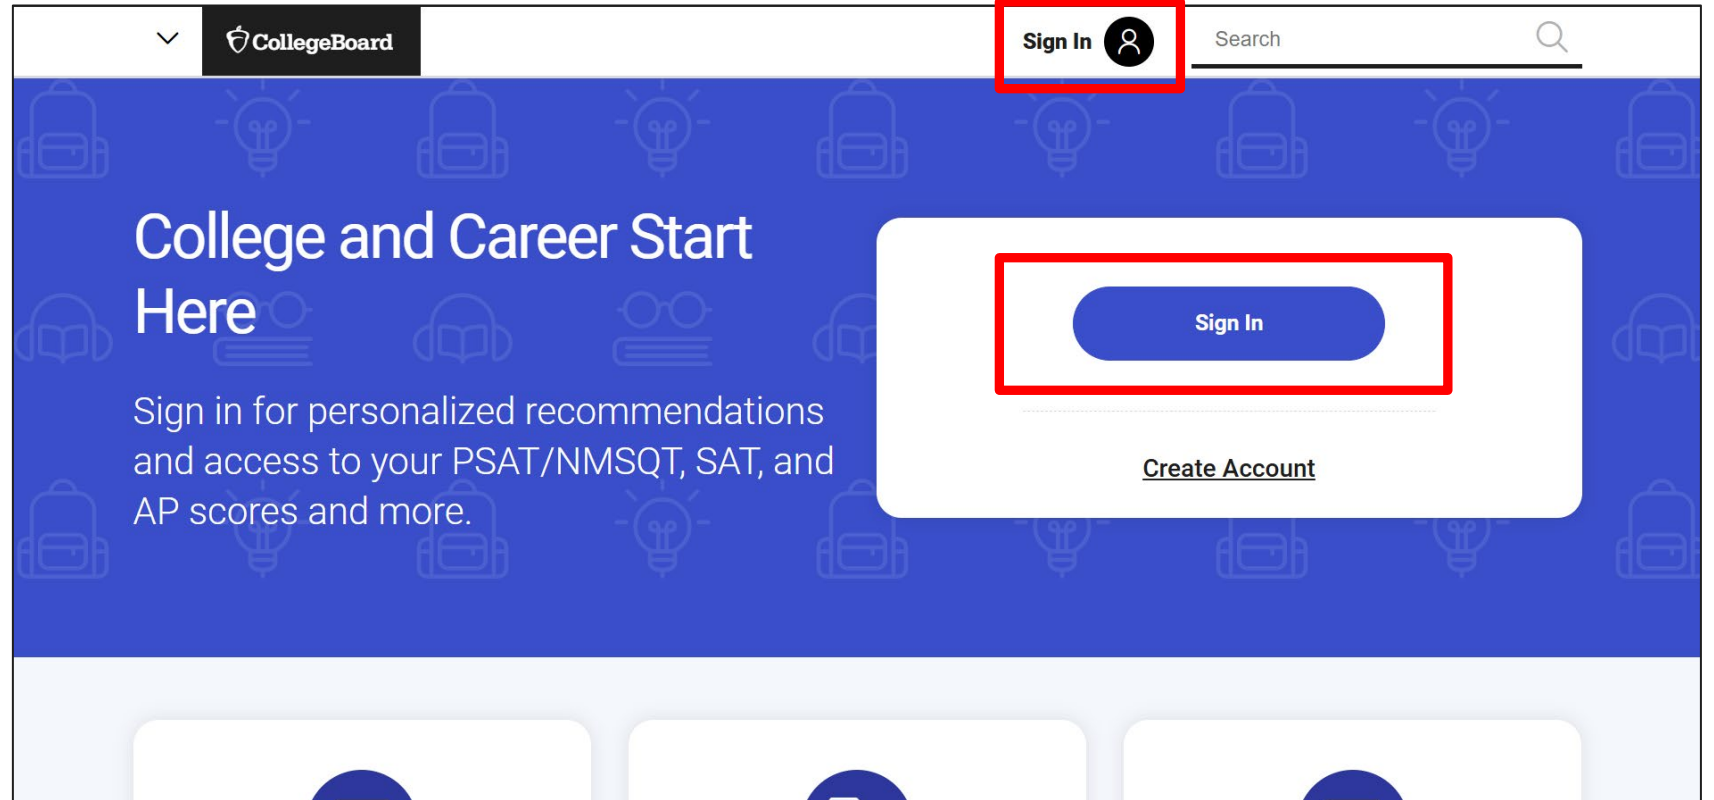 CollegeBoard
Sign In
Search
College and Career Start
Here
Sign in for personalized recommendations
and access to your PSAT/NMSQT, SAT, and
AP scores and more.
Sign In
Create Account